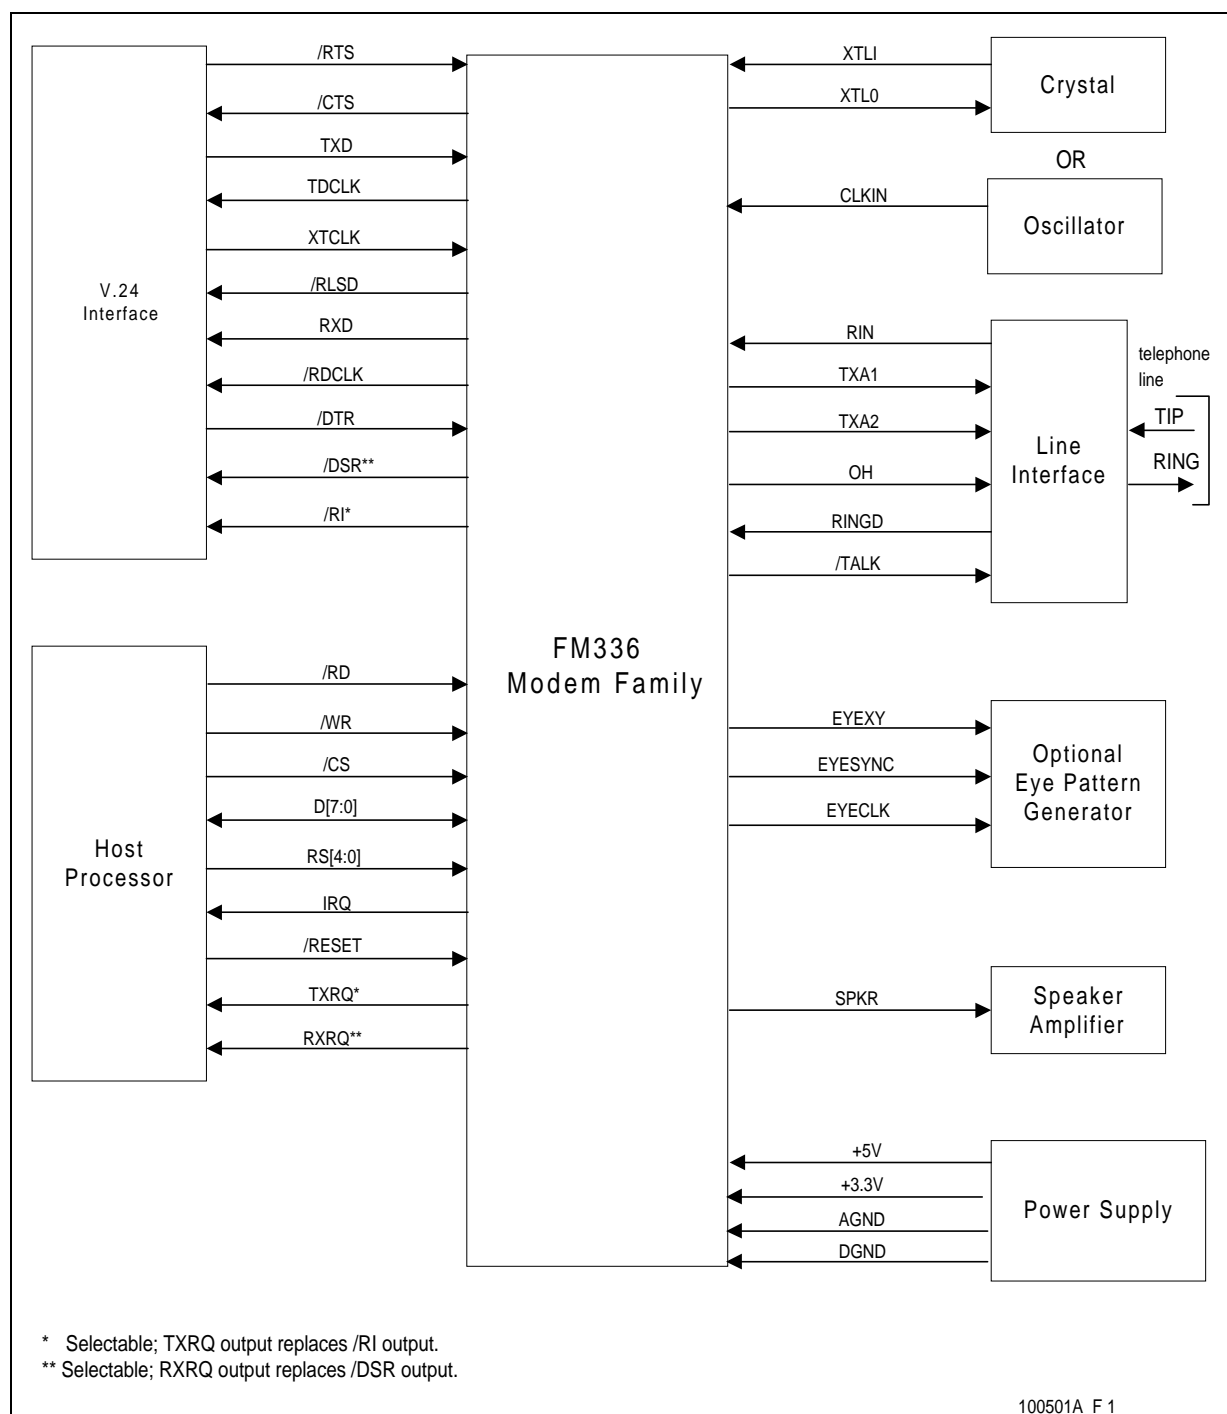 /RTS
/CTS
TXD
TDCLK
XTCLK
/RLSD
RXD
/RDCLK
/DTR
/DSR**
/RI*
V.24
Interface
/RD
/WR
/CS
D[7:0]
RS[4:0]
IRQ
/RESET
TXRQ*
RXRQ**
Host
Processor
FM336
Modem Family
XTLI
XTL0
Crystal
OR
CLKIN
Oscillator
RIN
TXA1
TXA2
OH
RINGD
/TALK
Line
Interface
telephone
line
TIP
RING
EYEXY
EYESYNC
EYECLK
Optional
Eye Pattern
Generator
SPKR
Speaker
Amplifier
+5V
+3.3V
AGND
DGND
Power Supply
* Selectable; TXRQ output replaces /RI output.
** Selectable; RXRQ output replaces /DSR output.
100501A F 1